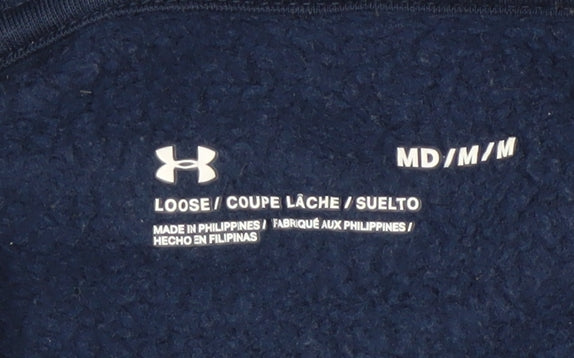 MD/M/M
LOOSE / COUPE LÂCHE / SUELTO
MADE IN PHILIPPINES / FABRIQUÉ AUX PHILIPPINES /
HECHO EN FILIPINAS